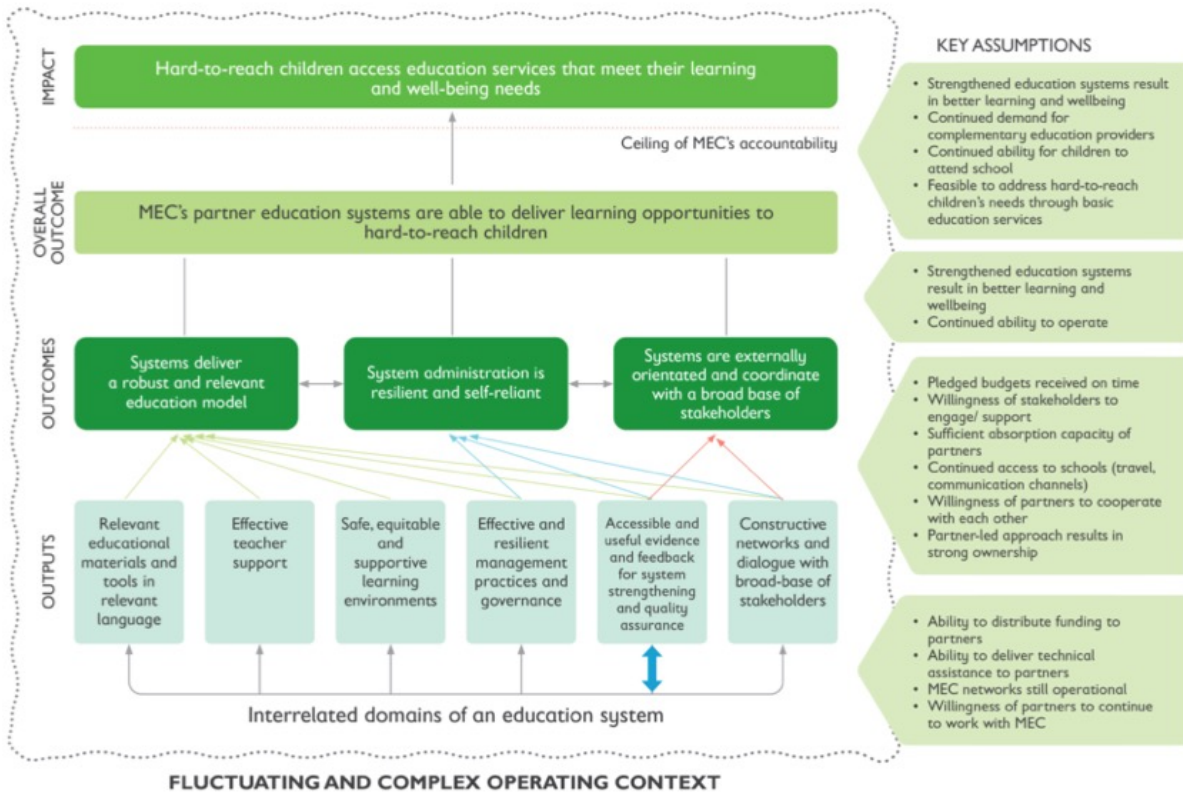 IMPACT
Hard-to-reach children access education services that meet their learning
and well-being needs
Ceiling of MEC's accountability
OVERALL
OUTCOME
MEC's partner education systems are able to deliver learning opportunities to
hard-to-reach children
OUTCOMES
Systems deliver
a robust and relevant
education model
System administration is
resilient and self-reliant
Systems are externally
orientated and coordinate
with a broad base of
stakeholders
OUTPUTS
Relevant
educational
materials and
tools in
relevant
language
Effective
teacher
support
Safe, equitable
and
supportive
learning
environments
Effective and
resilient
management
practices and
governance
Accessible and
useful evidence
and feedback
for system
strengthening
and quality
assurance
Constructive
networks and
dialogue with
broad-base of
stakeholders
Interrelated domains of an education system
FLUCTUATING AND COMPLEX OPERATING CONTEXT
KEY ASSUMPTIONS
• Strengthened education systems result
in better learning and wellbeing
• Continued demand for
complementary education providers
• Continued ability for children to
attend school
• Feasible to address hard-to-reach
children's needs through basic
education services
• Strengthened education systems
result in better learning and
wellbeing
• Continued ability to operate
• Pledged budgets received on time
• Willingness of stakeholders to
engage/ support
• Sufficient absorption capacity of
partners
• Continued access to schools (travel,
communication channels)
• Willingness of partners to cooperate
with each other
• Partner-led approach results in
strong ownership
• Ability to distribute funding to
partners
• Ability to deliver technical
assistance to partners
• MEC networks still operational
• Willingness of partners to continue
to work with MEC